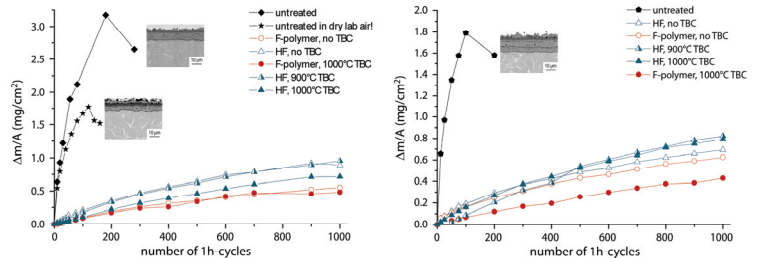 3.5
3.0
2.5
2.0
1.5
1.0
0.5
0.0
Δm/A (mg/cm²)
0 200 400 600 800 1000
number of 1h-cycles
untreated
untreated in dry lab air!
F-polymer, no TBC
HF, no TBC
F-polymer, 1000°C TBC
HF, 900°C TBC
HF, 1000°C TBC
10 µm
10 µm
2.0
1.8
1.6
1.4
1.2
1.0
0.8
0.6
0.4
0.2
0.0
Δm/A (mg/cm²)
0 200 400 600 800 1000
number of 1h-cycles
untreated
HF, no TBC
F-polymer, no TBC
HF, 900°C TBC
HF, 1000°C TBC
F-polymer, 1000°C TBC
10 µm